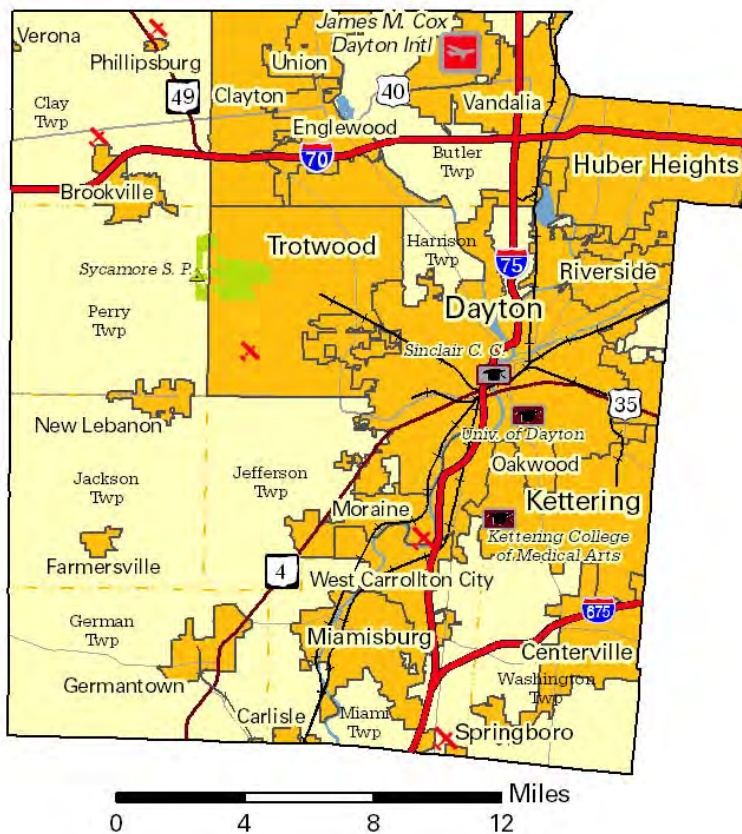 James M. Cox
Dayton Intl
Verona
Phillipsburg
Union
49
Clayton
40
Vandalia
Clay
Twp
Englewood
70
Butler
Twp
Huber Heights
Brookville
Trotwood
Harrison
Twp
75
Riverside
Sycamore S. P.
Perry
Twp
Dayton
Sinclair C. C.
35
New Lebanon
Univ. of Dayton
Oakwood
Jackson
Twp
Jefferson
Twp
Moraine
Kettering
Kettering College
of Medical Arts
Farmersville
4
West Carrollton City
675
German
Twp
Miamisburg
Centerville
Washington
Twp
Germantown
Carlisle
Miami
Twp
Springboro
Miles
0 4 8 12